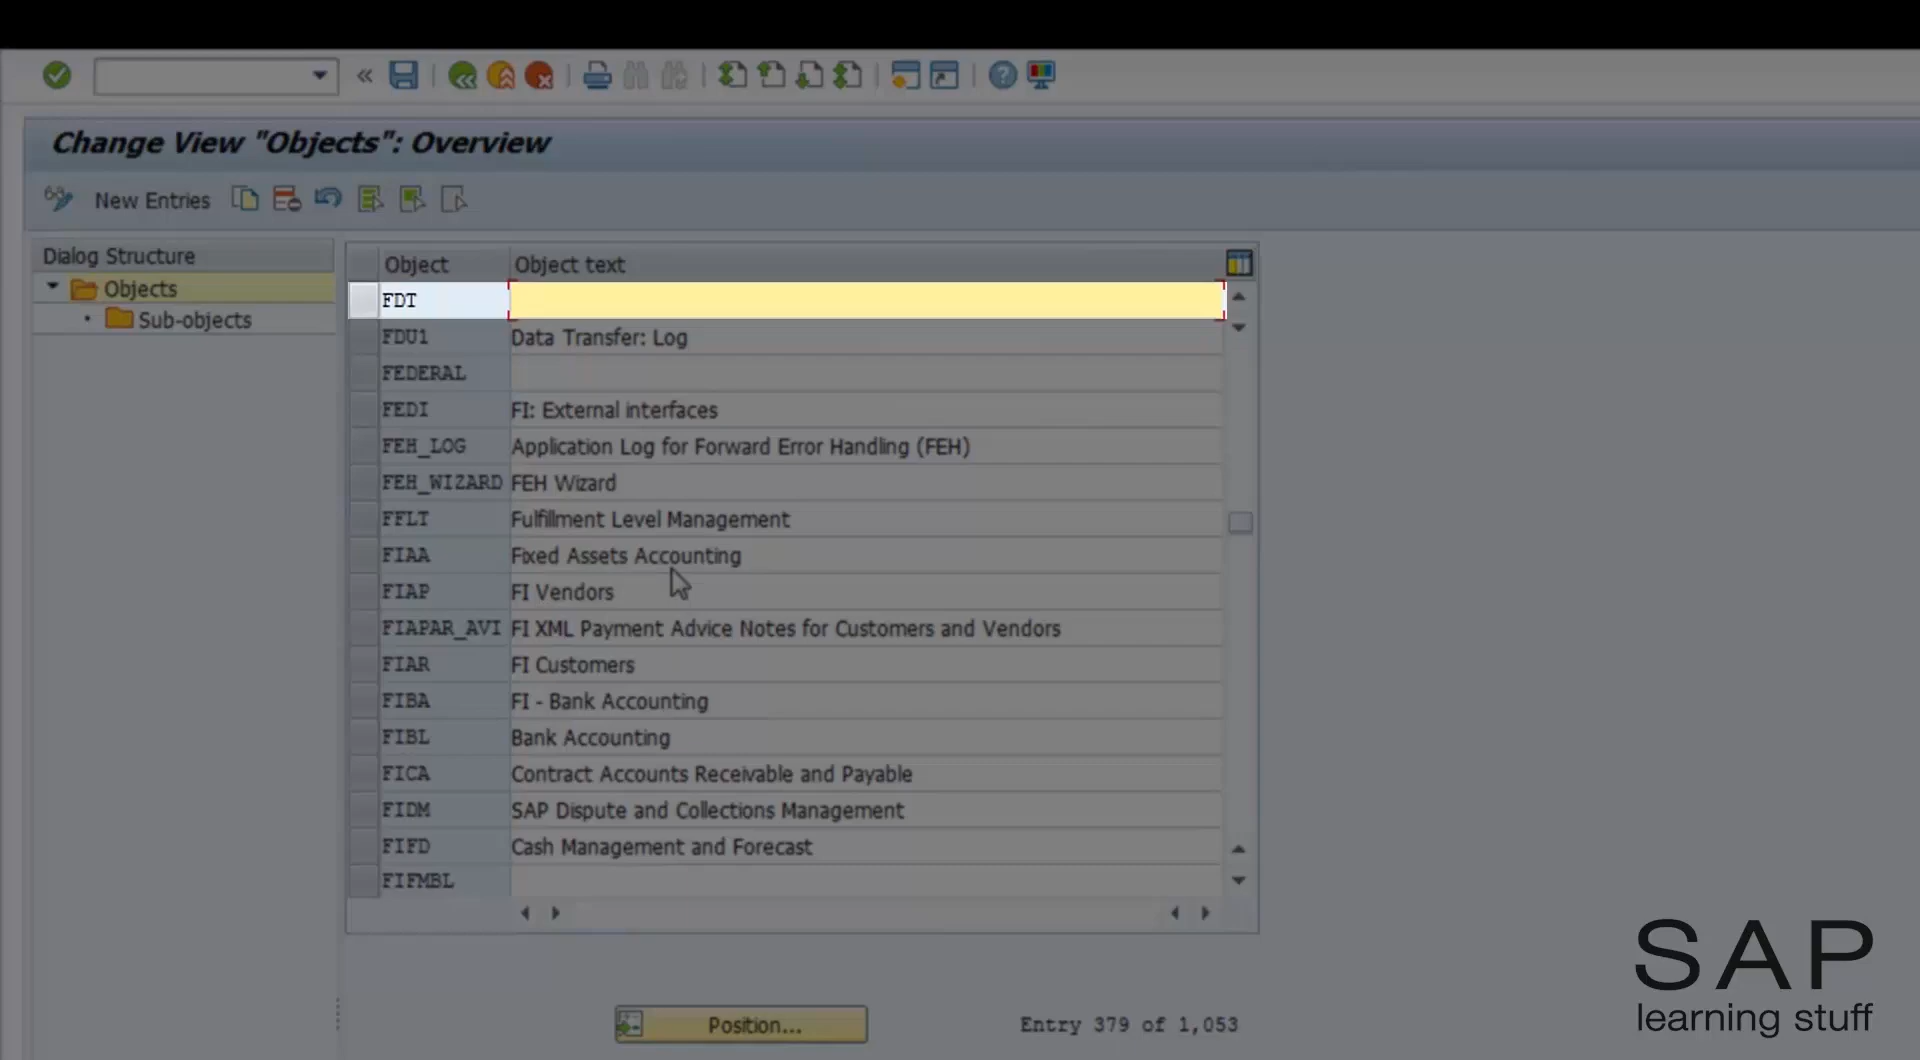 Change View "Objects": Overview
New Entries
Dialog Structure
Objects
Sub-objects
Object Object text
FDT
FDU1 Data Transfer: Log
FEDERAL
FEDI FI: External interfaces
FEH_LOG Application Log for Forward Error Handling (FEH)
FEH_WIZARD FEH Wizard
FFLT Fulfillment Level Management
FIAA Fixed Assets Accounting
FIAP FI Vendors
FIAPAR_AVI FI XML Payment Advice Notes for Customers and Vendors
FIAR FI Customers
FIBA FI - Bank Accounting
FIBL Bank Accounting
FICA Contract Accounts Receivable and Payable
FIDM SAP Dispute and Collections Management
FIFD Cash Management and Forecast
FIFMBL
Position... Entry 379 of 1,053
SAP
learning stuff